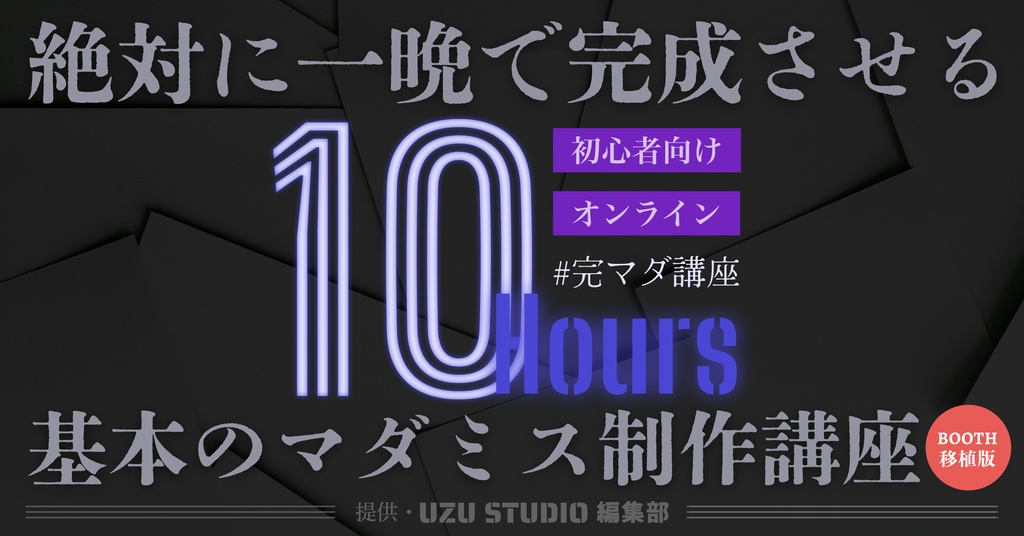 絶対に一晩で完成させる
10
初心者向け
オンライン
#完マダ講座
Hours
基本のマダミス制作講座
BOOTH
移植版
提供・UZU STUDIO 編集部